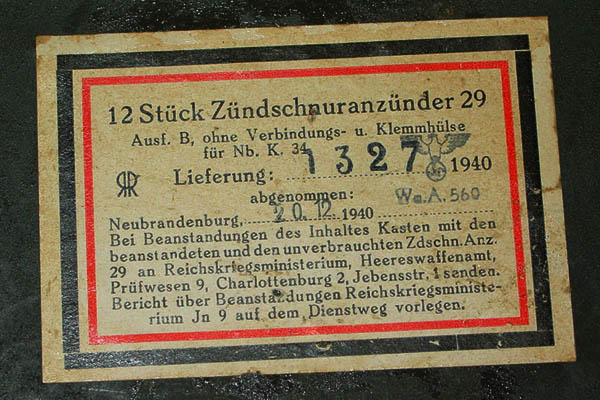 12 Stück Zündschnuranzünder 29
Ausf. B, ohne Verbindungs- u. Klemmhülse
für Nb. K. 34
Lieferung: 1327 1940
abgenommen: Wa.A. 560
Neubrandenburg, 20.12. 1940
Bei Beanstandungen des Inhaltes Kasten mit den
beanstandeten und den unverbrauchten Zdschn. Anz.
29 an Reichskriegsministerium, Heereswaffenamt,
Prüfwesen 9, Charlottenburg 2, Jebensstr. 1 senden.
Bericht über Beanstandungen Reichskriegsministe-
rium Jn 9 auf dem Dienstweg vorlegen.